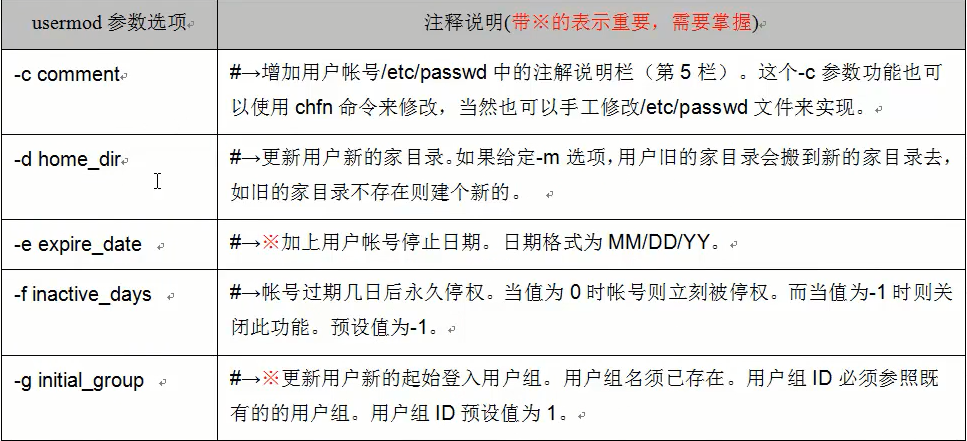 usermod 参数选项
注释说明(带※的表示重要，需要掌握)
-c comment
#→增加用户帐号/etc/passwd 中的注解说明栏（第 5 栏）。这个-c 参数功能也可
以使用 chfn 命令来修改，当然也可以手工修改/etc/passwd 文件来实现。
-d home_dir
#→更新用户新的家目录。如果给定-m 选项，用户旧的家目录会搬到新的家目录去，
如旧的家目录不存在则建个新的。
-e expire_date
#→※加上用户帐号停止日期。日期格式为 MM/DD/YY。
-f inactive_days
#→帐号过期几日后永久停权。当值为 0 时帐号则立刻被停权。而当值为-1 时则关
闭此功能。预设值为-1。
-g initial_group
#→※更新用户新的起始登入用户组。用户组名须已存在。用户组 ID 必须参照既
有的的用户组。用户组 ID 预设值为 1。